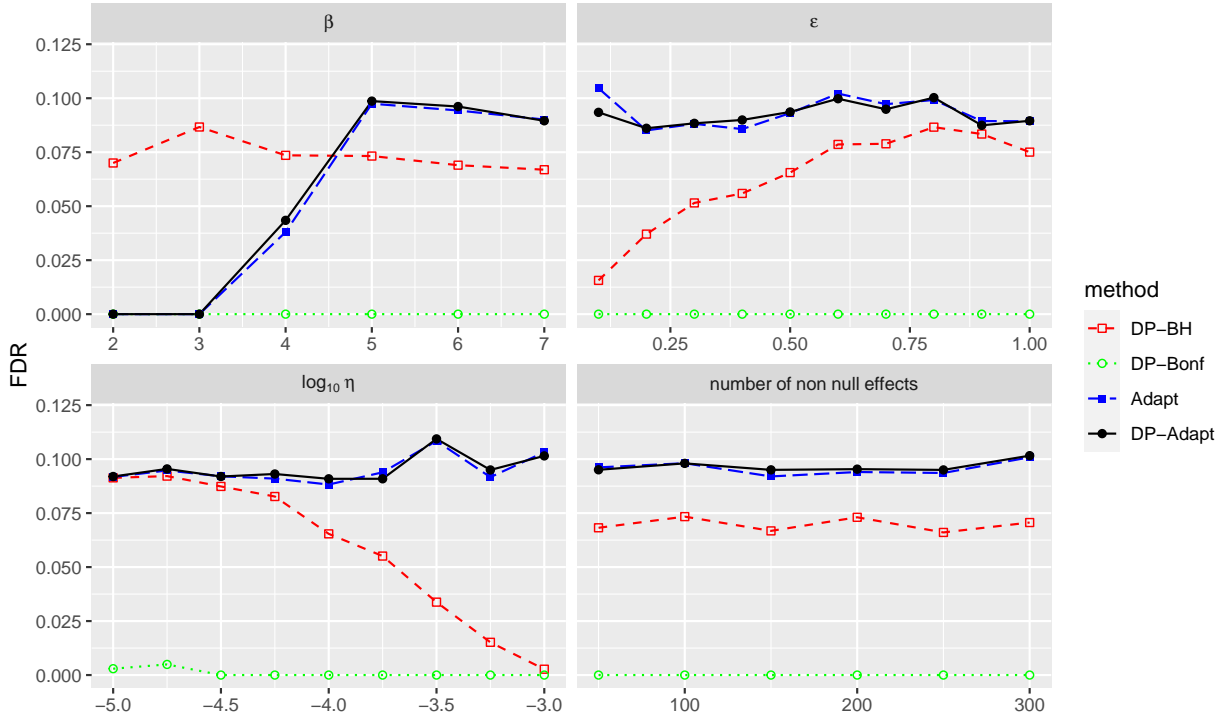 β
ε
0.125
0.100
0.075
0.050
0.025
0.000
2 3 4 5 6 7
0.25 0.50 0.75 1.00
FDR
log₁₀ η
number of non null effects
0.125
0.100
0.075
0.050
0.025
0.000
−5.0 −4.5 −4.0 −3.5 −3.0
100 200 300
method
DP−BH
DP−Bonf
Adapt
DP−Adapt